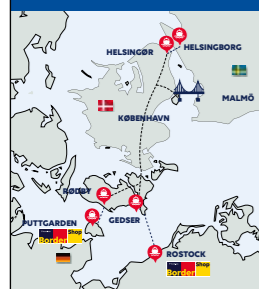 HELSINGØR
HELSINGBORG
MALMÖ
KØBENHAVN
RØDBY
PUTTGARDEN
GEDSER
Border Shop
ROSTOCK
Border Shop